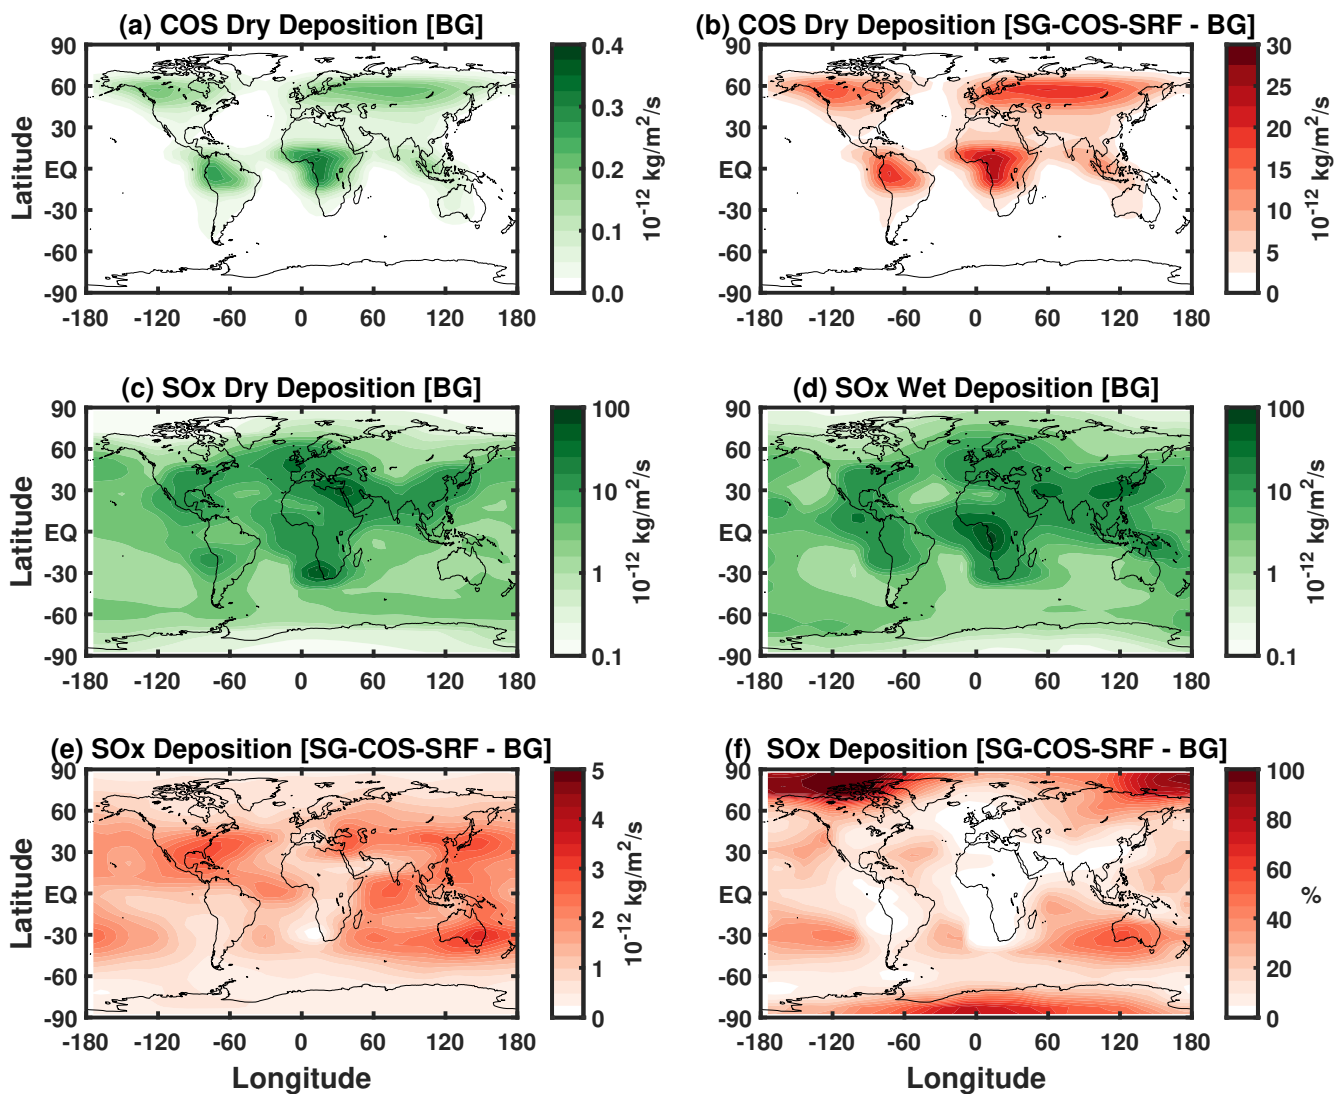 (a) COS Dry Deposition [BG]
90
60
30
EQ
-30
-60
-90
Latitude
-180 -120 -60 0 60 120 180
0.4
0.3
0.2
0.1
0.0
10-12 kg/m2/s
(b) COS Dry Deposition [SG-COS-SRF - BG]
90
60
30
EQ
-30
-60
-90
-180 -120 -60 0 60 120 180
30
25
20
15
10
5
0
10-12 kg/m2/s
(c) SOx Dry Deposition [BG]
90
60
30
EQ
-30
-60
-90
Latitude
-180 -120 -60 0 60 120 180
100
10
1
0.1
10-12 kg/m2/s
(d) SOx Wet Deposition [BG]
90
60
30
EQ
-30
-60
-90
-180 -120 -60 0 60 120 180
100
10
1
0.1
10-12 kg/m2/s
(e) SOx Deposition [SG-COS-SRF - BG]
90
60
30
EQ
-30
-60
-90
Latitude
-180 -120 -60 0 60 120 180
Longitude
5
4
3
2
1
0
10-12 kg/m2/s
(f) SOx Deposition [SG-COS-SRF - BG]
90
60
30
EQ
-30
-60
-90
-180 -120 -60 0 60 120 180
Longitude
100
80
60
40
20
0
%